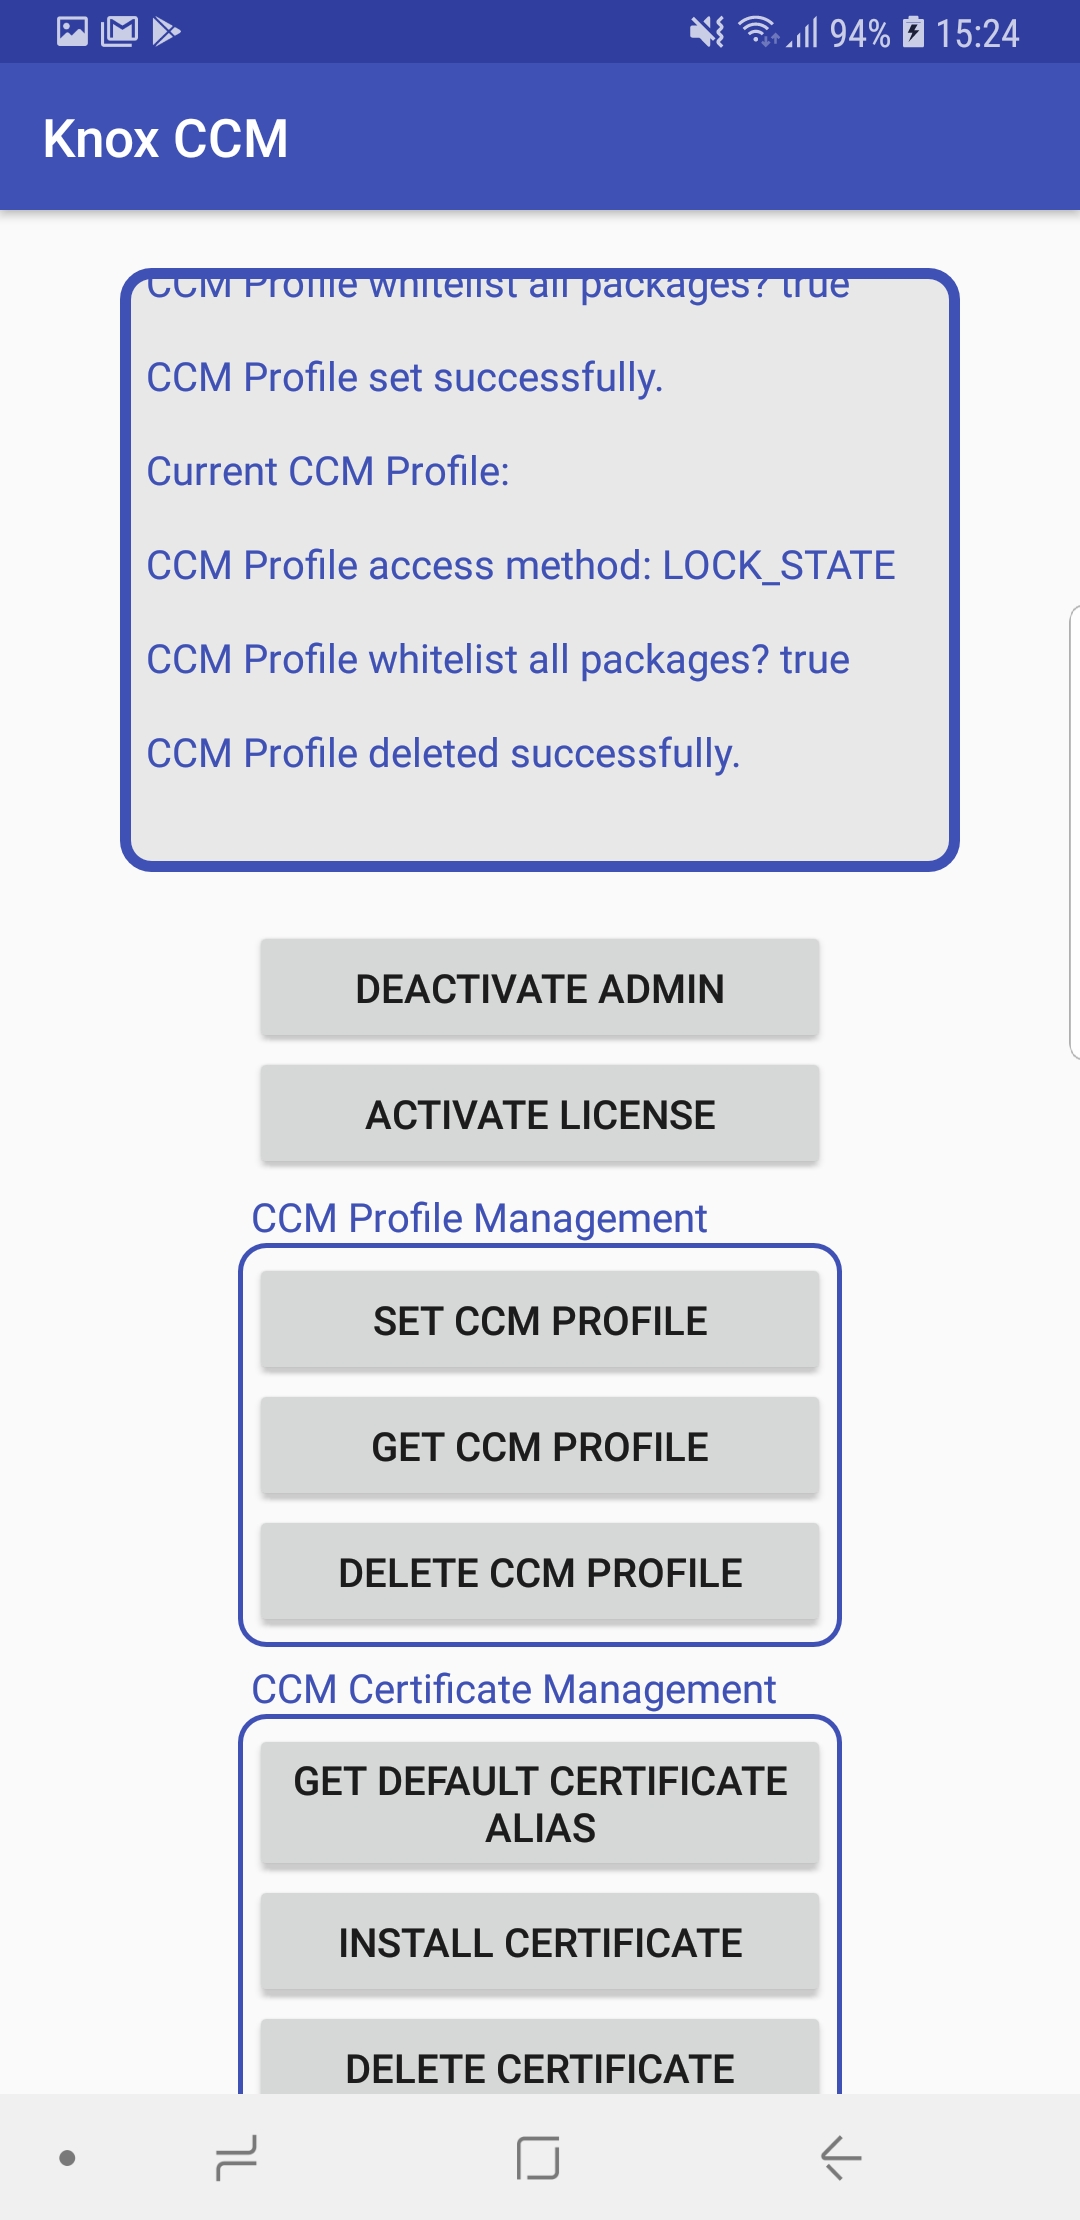 94% 15:24
Knox CCM
CCM Profile whitelist all packages? true
CCM Profile set successfully.
Current CCM Profile:
CCM Profile access method: LOCK_STATE
CCM Profile whitelist all packages? true
CCM Profile deleted successfully.
DEACTIVATE ADMIN
ACTIVATE LICENSE
CCM Profile Management
SET CCM PROFILE
GET CCM PROFILE
DELETE CCM PROFILE
CCM Certificate Management
GET DEFAULT CERTIFICATE
ALIAS
INSTALL CERTIFICATE
DELETE CERTIFICATE